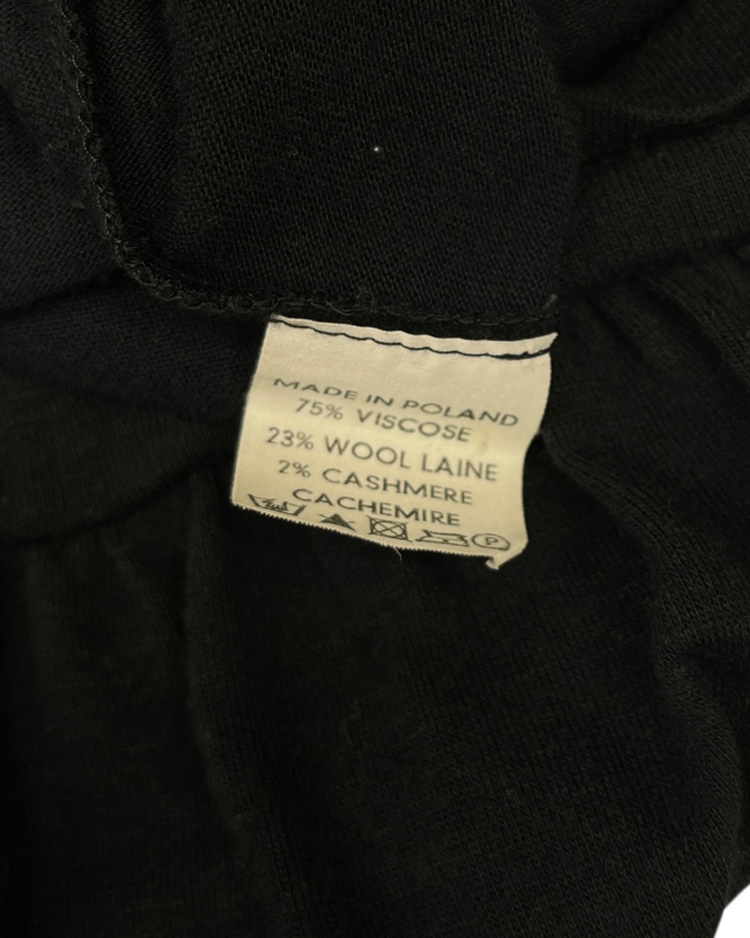 MADE IN POLAND
75% VISCOSE
23% WOOL LAINE
2% CASHMERE
CACHEMIRE
P